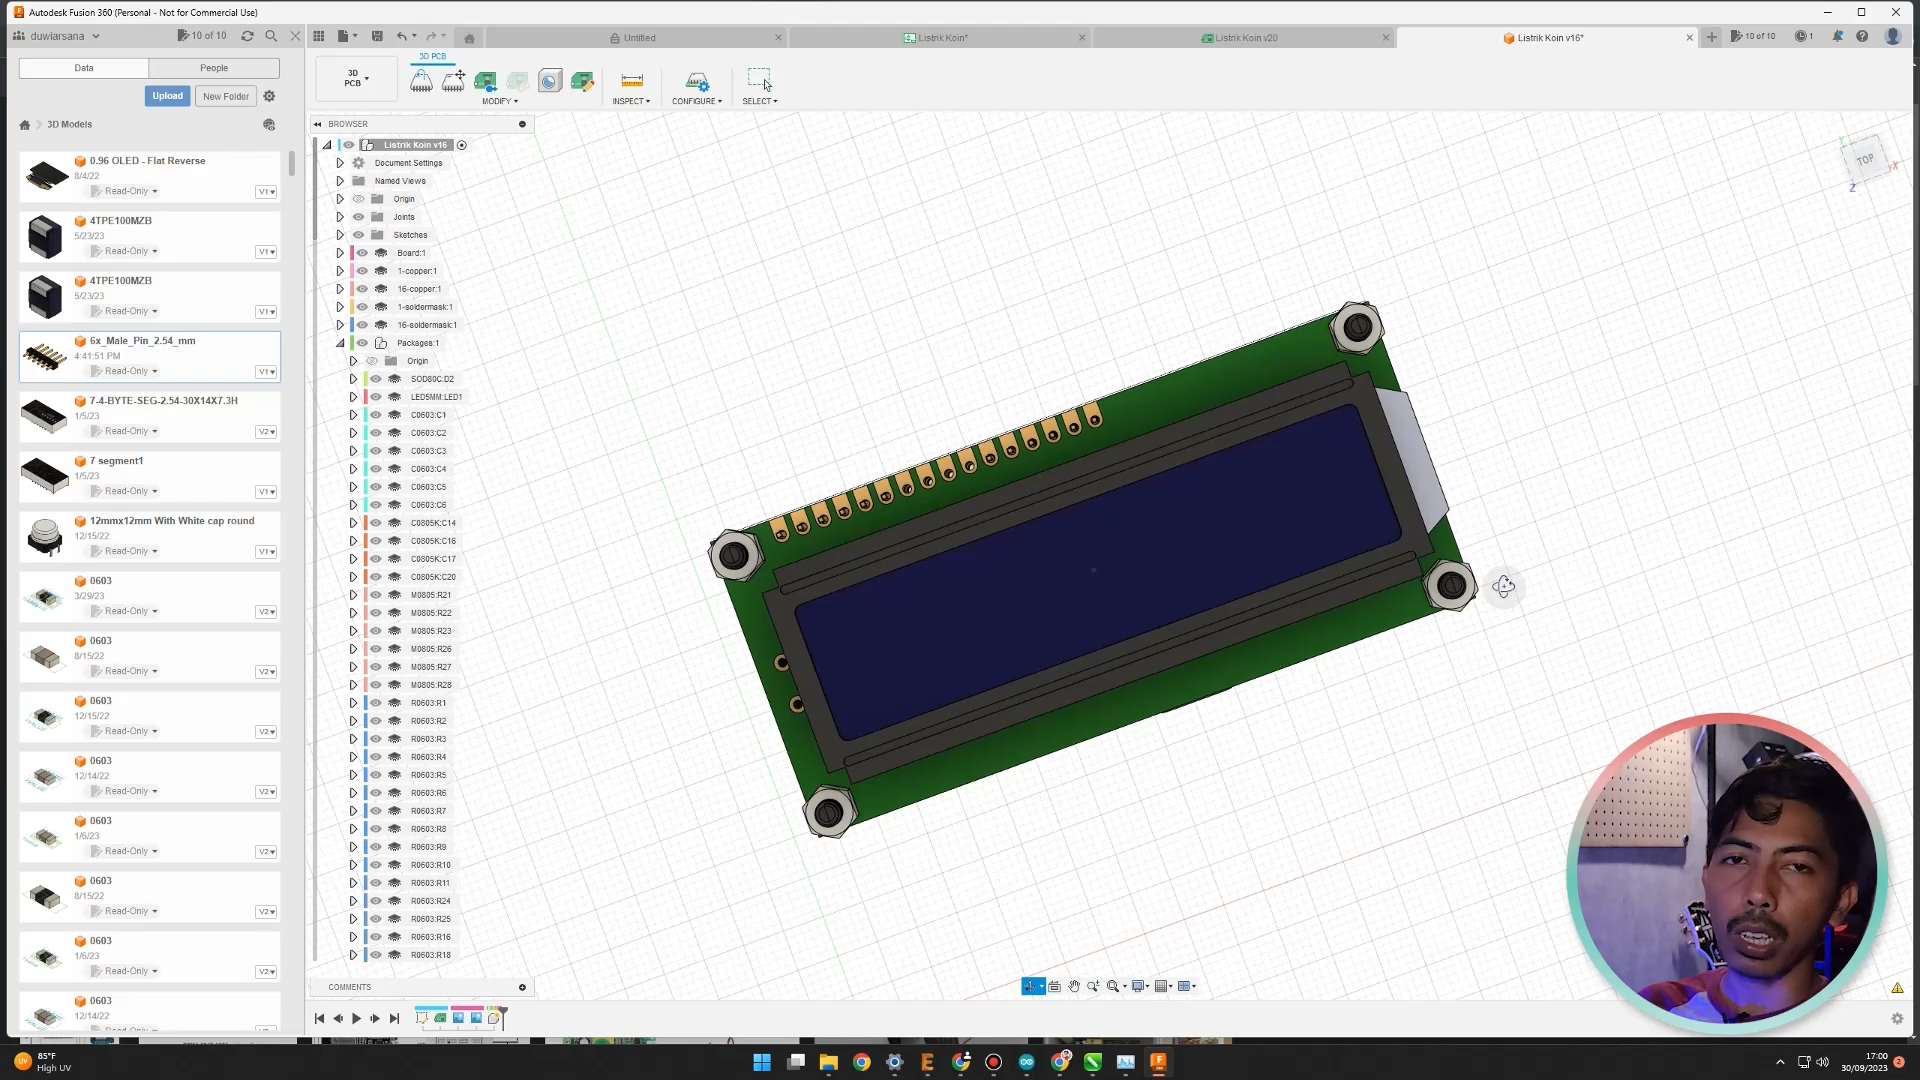 Autodesk Fusion 360 (Personal - Not for Commercial Use)
duwiarsana
10 of 10
Untitled
Listrik Koin*
Listrik Koin v20
Listrik Koin v16*
10 of 10
1
Data
People
3D PCB
3D
PCB
MODIFY
INSPECT
CONFIGURE
SELECT
Upload
New Folder
3D Models
BROWSER
0.96 OLED - Flat Reverse
8/4/22
Read-Only
V1
4TPE100MZB
5/23/23
Read-Only
V1
4TPE100MZB
5/23/23
Read-Only
V1
6x_Male_Pin_2.54_mm
4:41:51 PM
Read-Only
V1
7-4-BYTE-SEG-2.54-30X14X7.3H
1/5/23
Read-Only
V2
7 segment1
1/5/23
Read-Only
V1
12mmx12mm With White cap round
12/15/22
Read-Only
V1
0603
3/29/23
Read-Only
V2
0603
8/15/22
Read-Only
V2
0603
12/15/22
Read-Only
V2
0603
12/14/22
Read-Only
V2
0603
1/6/23
Read-Only
V2
0603
8/15/22
Read-Only
V2
0603
1/6/23
Read-Only
V2
0603
12/14/22
Listrik Koin v16
Document Settings
Named Views
Origin
Joints
Sketches
Board:1
1-copper:1
16-copper:1
1-soldermask:1
16-soldermask:1
Packages:1
Origin
SOD80C:D2
LED5MM:LED1
C0603:C1
C0603:C2
C0603:C3
C0603:C4
C0603:C5
C0603:C6
C0805K:C14
C0805K:C16
C0805K:C17
C0805K:C20
M0805:R21
M0805:R22
M0805:R23
M0805:R26
M0805:R27
M0805:R28
R0603:R1
R0603:R2
R0603:R3
R0603:R4
R0603:R5
R0603:R6
R0603:R7
R0603:R8
R0603:R9
R0603:R10
R0603:R11
R0603:R24
R0603:R25
R0603:R16
R0603:R18
COMMENTS
TOP
Y
X
Z
UV
85°F
High UV
17:00
30/09/2023
2